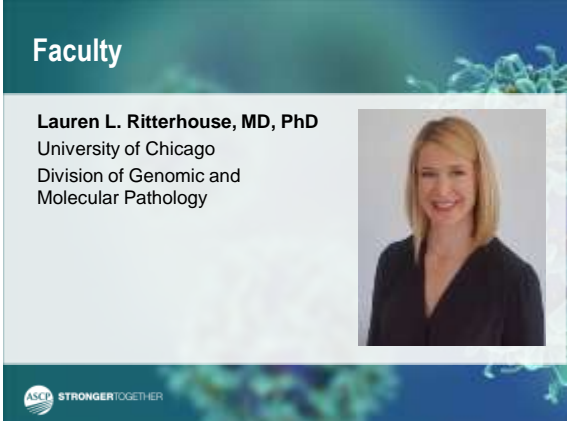 Faculty
Lauren L. Ritterhouse, MD, PhD
University of Chicago
Division of Genomic and
Molecular Pathology
ASCP STRONGERTOGETHER